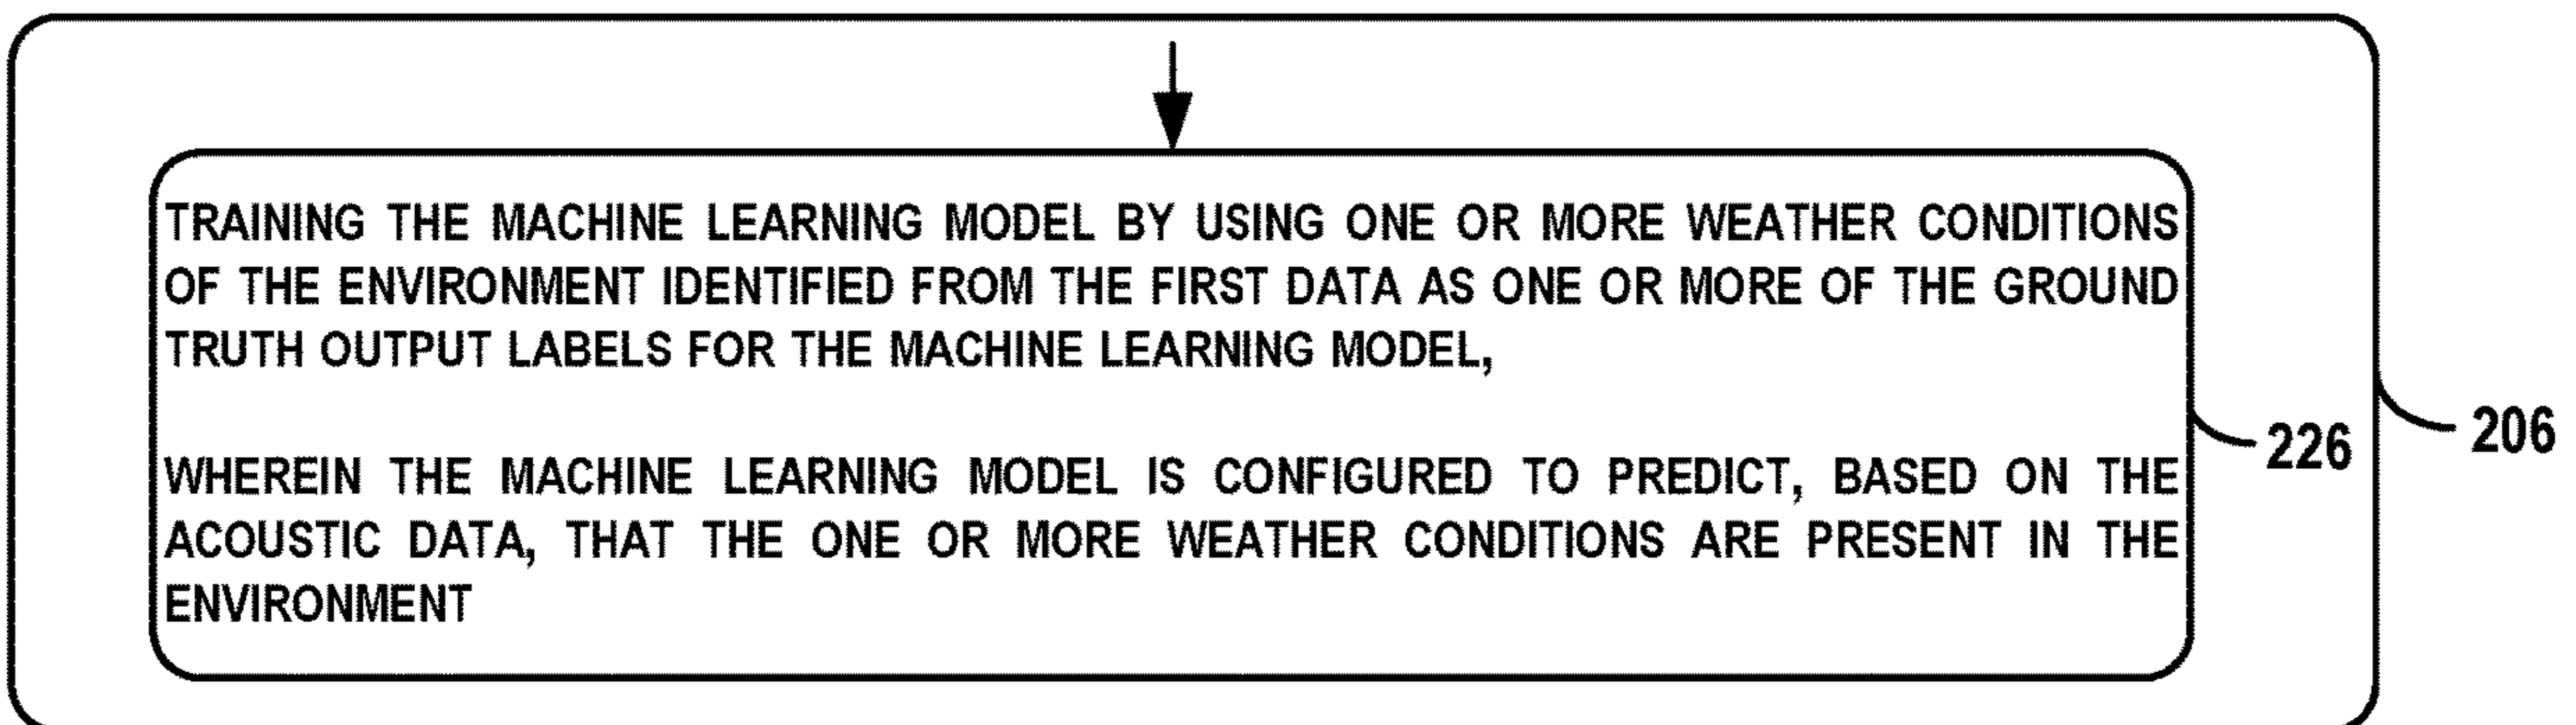 TRAINING THE MACHINE LEARNING MODEL BY USING ONE OR MORE WEATHER CONDITIONS
OF THE ENVIRONMENT IDENTIFIED FROM THE FIRST DATA AS ONE OR MORE OF THE GROUND
TRUTH OUTPUT LABELS FOR THE MACHINE LEARNING MODEL,
WHEREIN THE MACHINE LEARNING MODEL IS CONFIGURED TO PREDICT, BASED ON THE
ACOUSTIC DATA, THAT THE ONE OR MORE WEATHER CONDITIONS ARE PRESENT IN THE
ENVIRONMENT
226
206